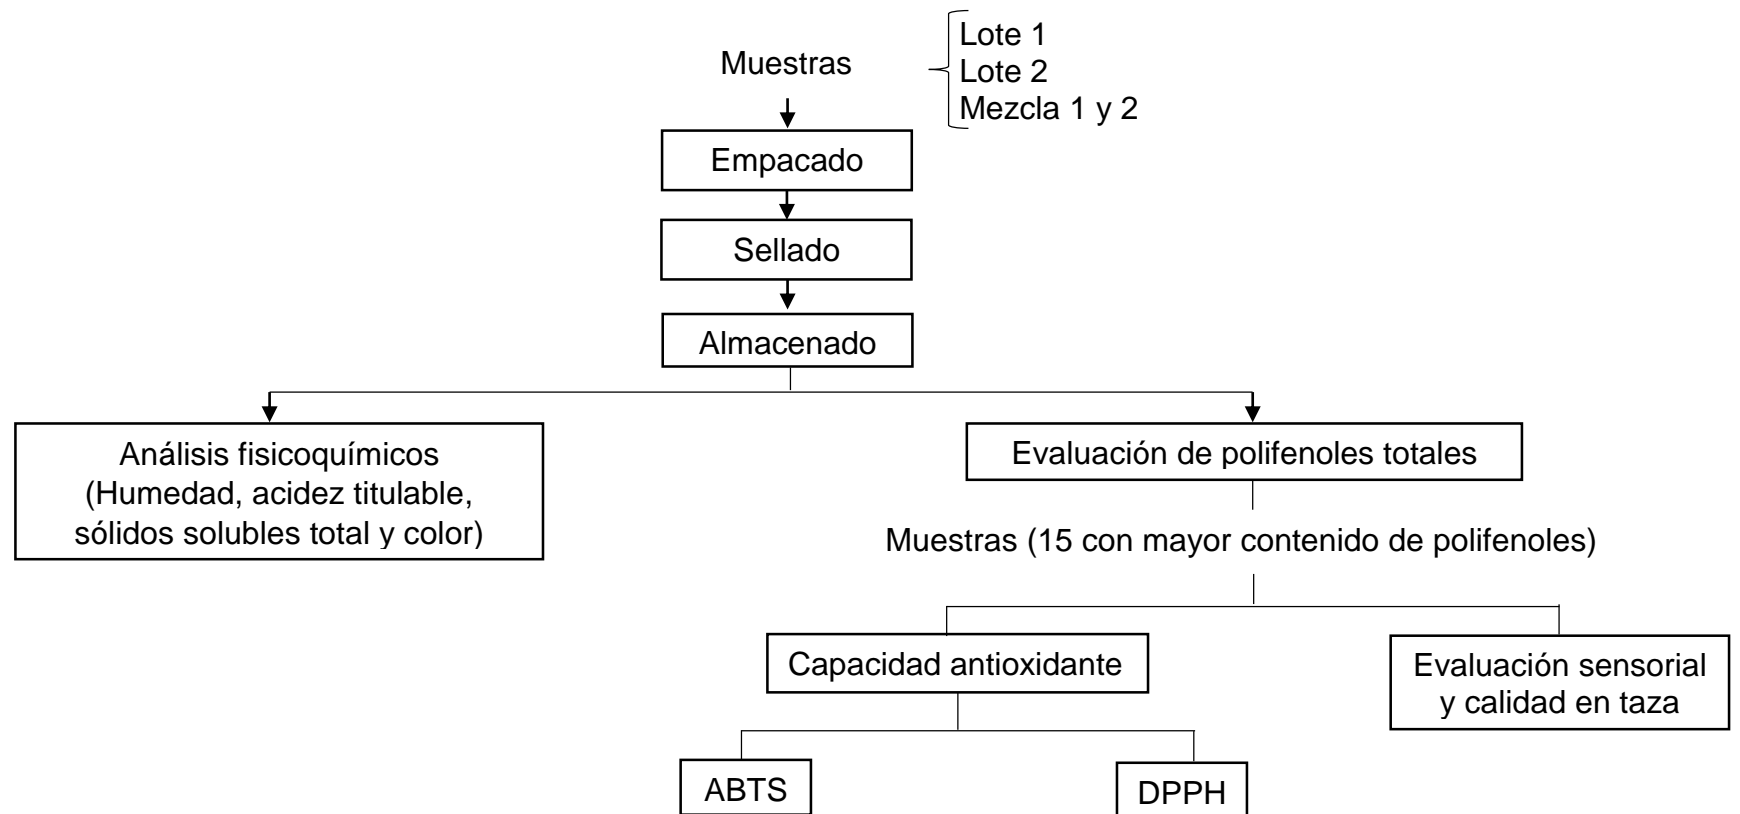 Muestras
Lote 1
Lote 2
Mezcla 1 y 2
Empacado
Sellado
Almacenado
Análisis fisicoquímicos
(Humedad, acidez titulable,
sólidos solubles total y color)
Evaluación de polifenoles totales
Muestras (15 con mayor contenido de polifenoles)
Capacidad antioxidante
Evaluación sensorial
y calidad en taza
ABTS
DPPH